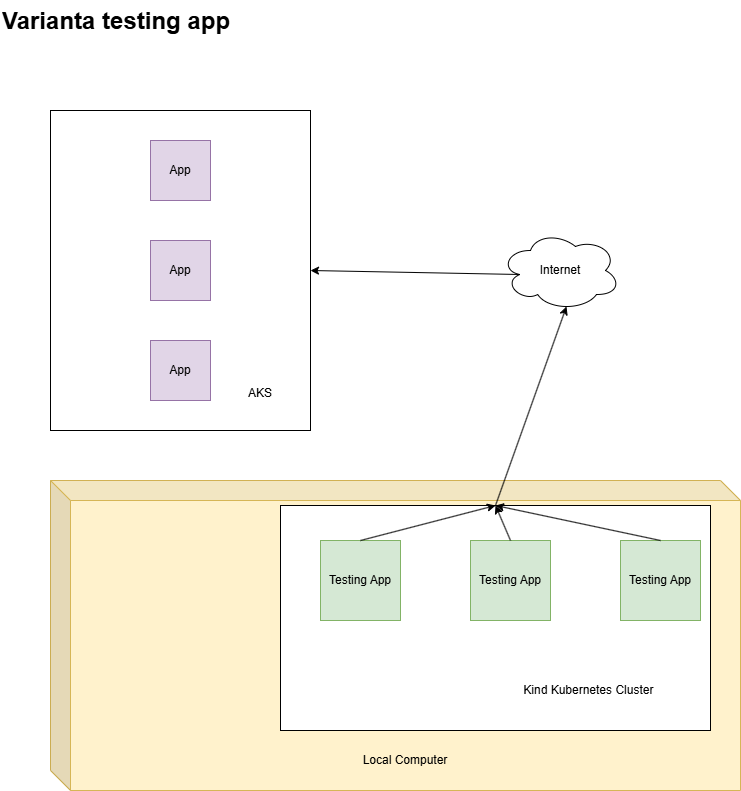 Varianta testing app
App
App
Internet
App
AKS
Testing App
Testing App
Testing App
Kind Kubernetes Cluster
Local Computer